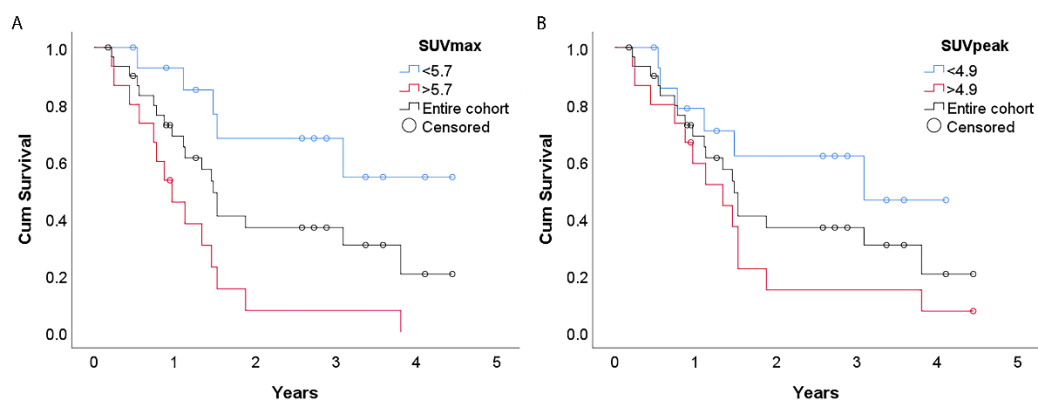 A
SUVmax
<5.7
>5.7
Entire cohort
Censored
1.0
0.8
0.6
0.4
0.2
0.0
Cum Survival
0 1 2 3 4 5
Years
B
SUVpeak
<4.9
>4.9
Entire cohort
Censored
1.0
0.8
0.6
0.4
0.2
0.0
Cum Survival
0 1 2 3 4 5
Years